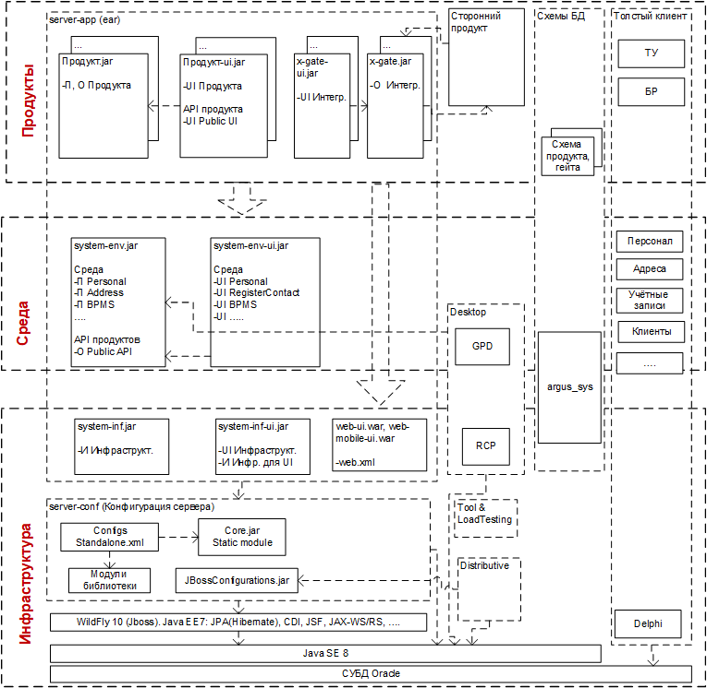 Продукты
server-app (ear)
...
Продукт.jar
-П, О Продукта
...
Продукт-ui.jar
-UI Продукта
API продукта
-UI Public UI
...
x-gate-
ui.jar
-UI Интегр.
...
x-gate.jar
-О Интегр.
Сторонний
продукт
Схемы БД
Схема
продукта,
гейта
Толстый клиент
ТУ
БР
Среда
system-env.jar
Среда
-П Personal
-П Address
-П BPMS
....
API продуктов
-О Public API
system-env-ui.jar
Среда
-UI Personal
-UI RegisterContact
-UI BPMS
-UI .....
Desktop
GPD
argus_sys
Персонал
Адреса
Учётные
записи
Клиенты
....
Инфраструктура
system-inf.jar
-И Инфраструкт.
system-inf-ui.jar
-UI Инфраструкт.
-И Инфр. для UI
web-ui.war, web-
mobile-ui.war
-web.xml
RCP
server-conf (Конфигурация сервера)
Configs
Standalone.xml
Core.jar
Static module
Модули
библиотеки
JBossConfigurations.jar
Tool &
LoadTesting
Distributive
WildFly 10 (Jboss). Java EE7: JPA(Hibernate), CDI, JSF, JAX-WS/RS, ....
Delphi
Java SE 8
СУБД Oracle